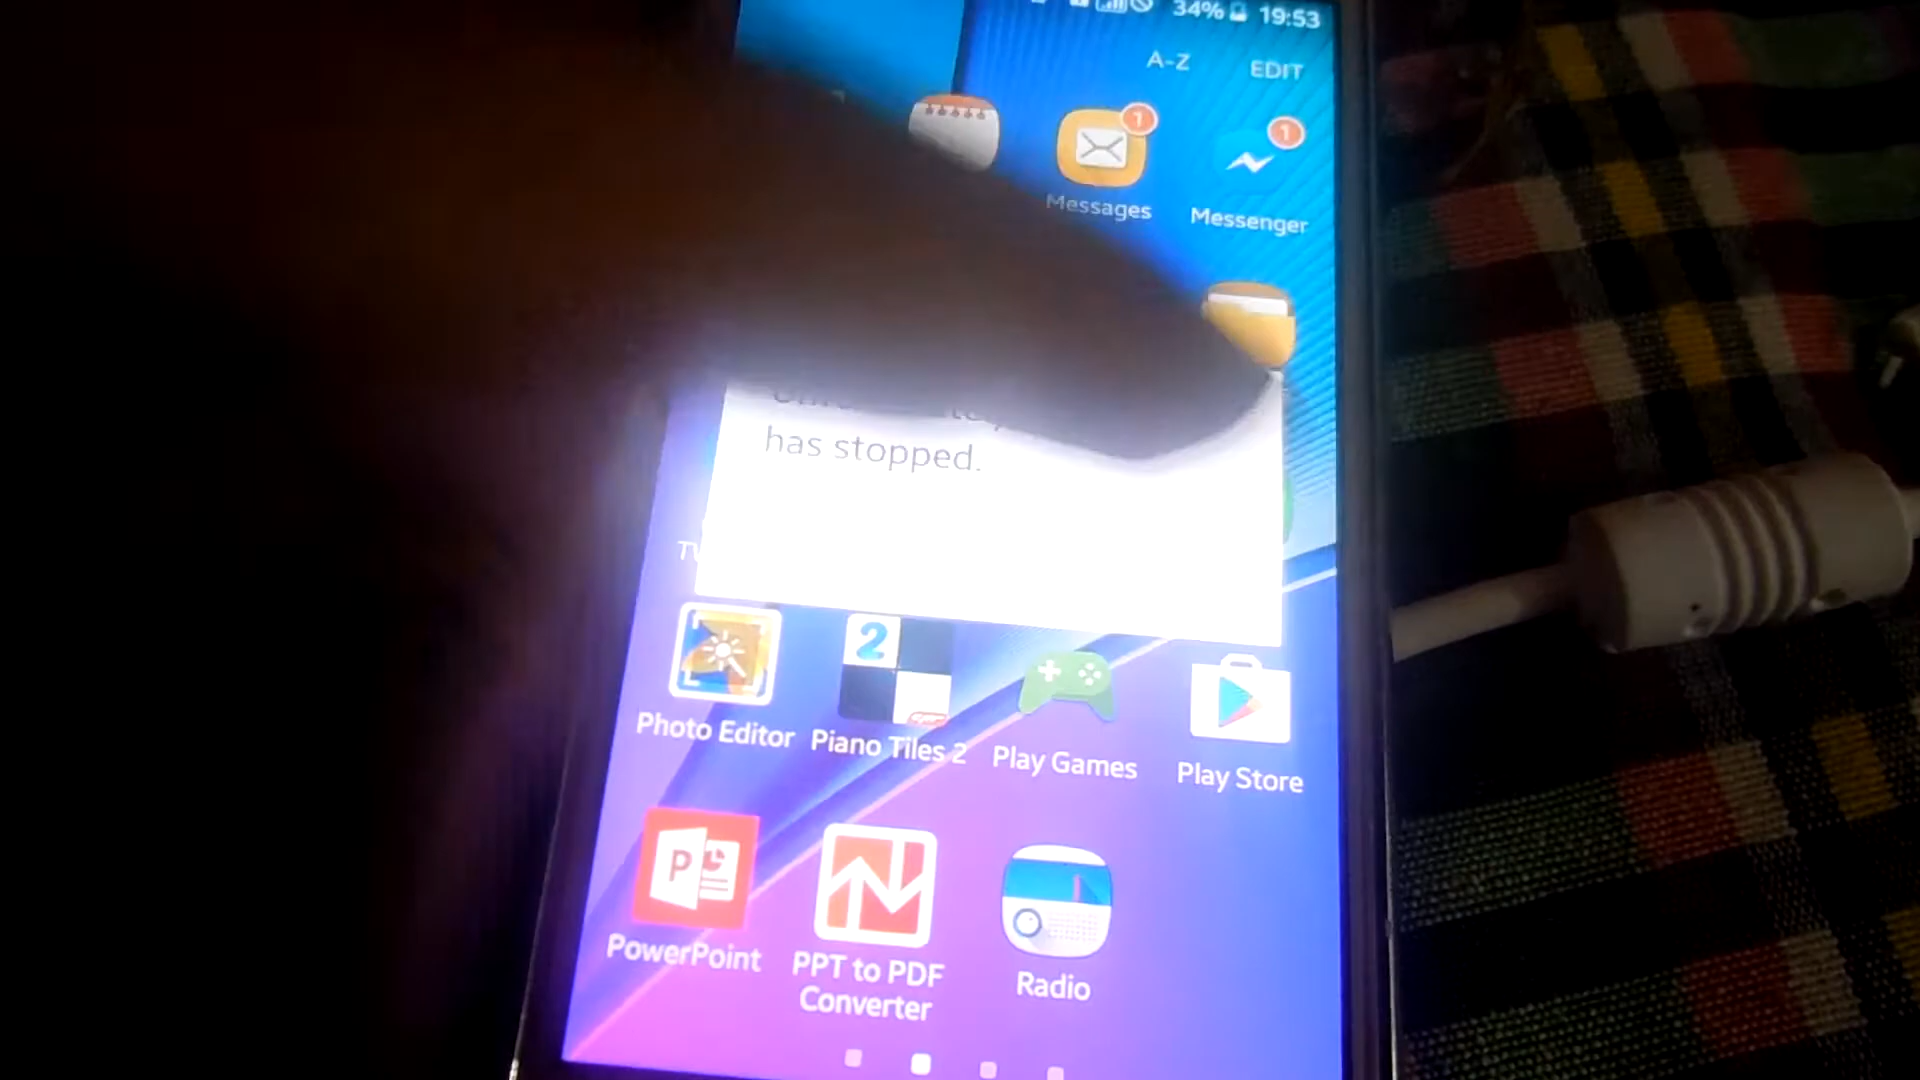 34% 19:53
A-Z EDIT
1 1
Messages Messenger
has stopped.
2
Photo Editor Piano Tiles 2 Play Games Play Store
P
PowerPoint PPT to PDF Converter Radio